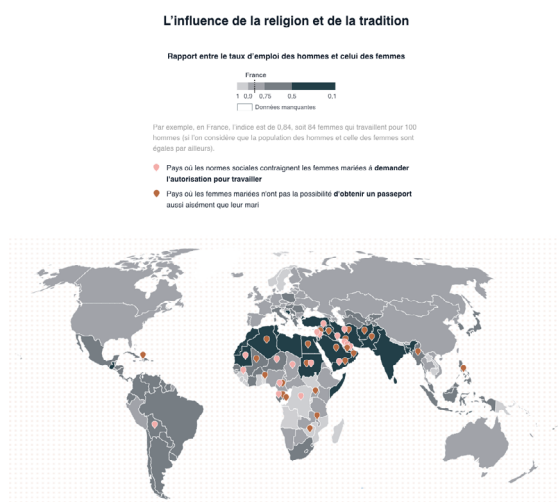 L'influence de la religion et de la tradition
Rapport entre le taux d'emploi des hommes et celui des femmes
France
1 0.9 0.75 0.5 0.1
Données manquantes
Par exemple, en France, l'indice est de 0,84, soit 84 femmes qui travaillent pour 100
hommes (si l'on considère que la population des hommes et celle des femmes sont
égales par ailleurs).
Pays où les normes sociales contraignent les femmes mariées à demander
l'autorisation pour travailler
Pays où les femmes mariées n'ont pas la possibilité d'obtenir un passeport
aussi aisément que leur mari